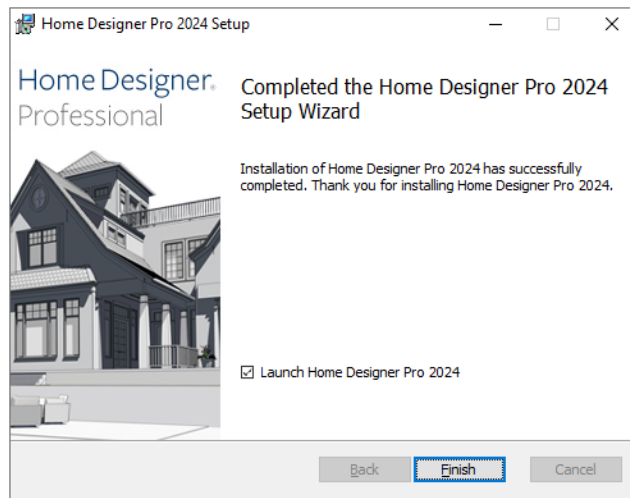 Home Designer Pro 2024 Setup
Home Designer®
Professional
Completed the Home Designer Pro 2024
Setup Wizard
Installation of Home Designer Pro 2024 has successfully
completed. Thank you for installing Home Designer Pro 2024.
Launch Home Designer Pro 2024
Back
Finish
Cancel